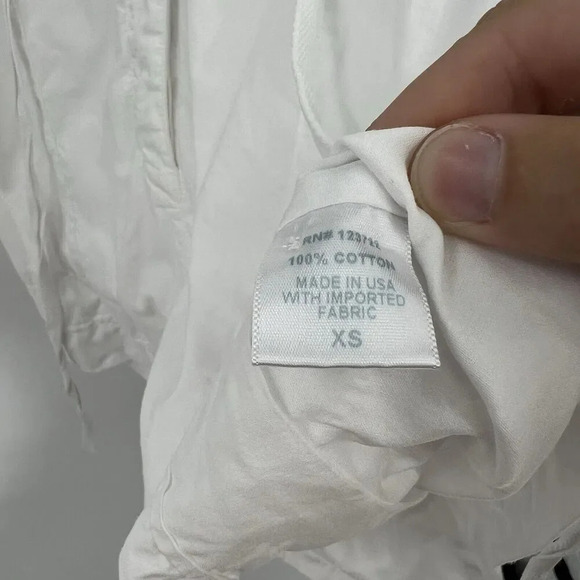 RN#
100% COTTON
MADE IN USA
WITH IMPORTED
FABRIC
XS